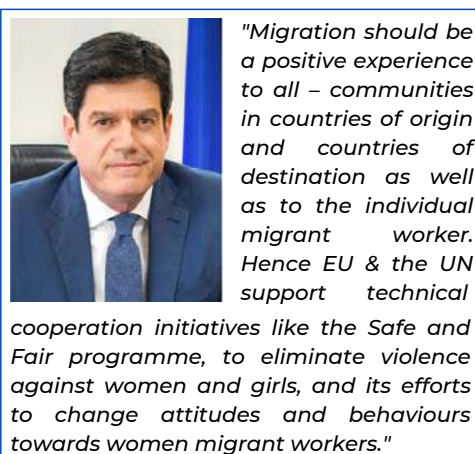 "Migration should be
a positive experience
to all – communities
in countries of origin
and countries of
destination as well
as to the individual
migrant worker.
Hence EU & the UN
support technical
cooperation initiatives like the Safe and
Fair programme, to eliminate violence
against women and girls, and its efforts
to change attitudes and behaviours
towards women migrant workers."